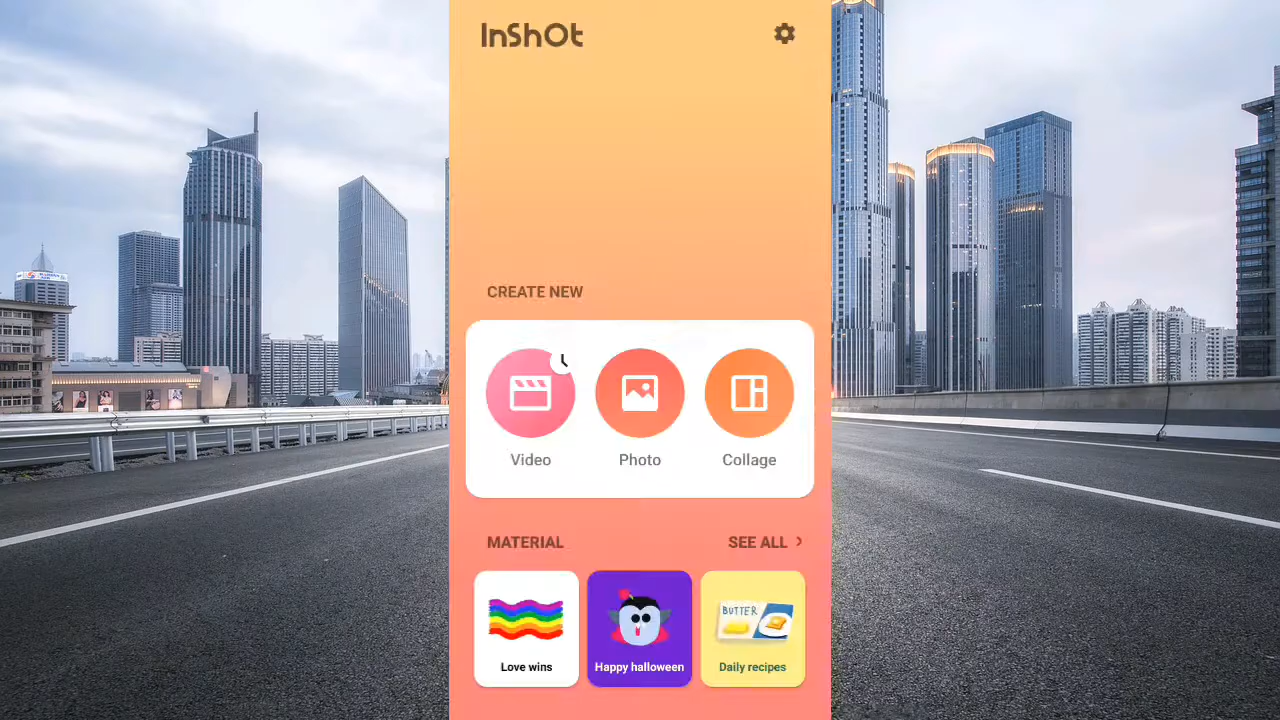 InShOt
CREATE NEW
Video
Photo
Collage
MATERIAL
SEE ALL >
BUTTER
Love wins
Happy halloween
Daily recipes